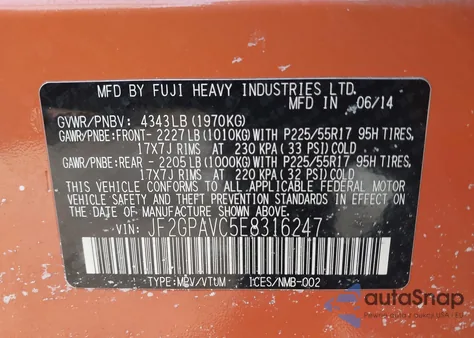 MFD BY FUJI HEAVY INDUSTRIES LTD.
MFD. IN 06/14
GVWR/PNBV: 4343LB (1970KG)
GAWR/PNBE:FRONT- 2227LB(1010KG)WITH P225/55R17 95H TIRES,
17X7J RIMS AT 230 KPA (33 PSI)COLD
GAWR/PNBE:REAR - 2205LB(1000KG)WITH P225/55R17 95H TIRES,
17X7J RIMS AT 220 KPA (32 PSI)COLD
THIS VEHICLE CONFORMS TO ALL APPLICABLE FEDERAL MOTOR
VEHICLE SAFETY AND THEFT PREVENTION STANDARDS IN EFFECT ON THE
DATE OF MANUFACTURE SHOWN ABOVE.
VIN: JF2GPAVC5E8316247
TYPE:MPV/VTUM ICES/NMB-002
autoSnap